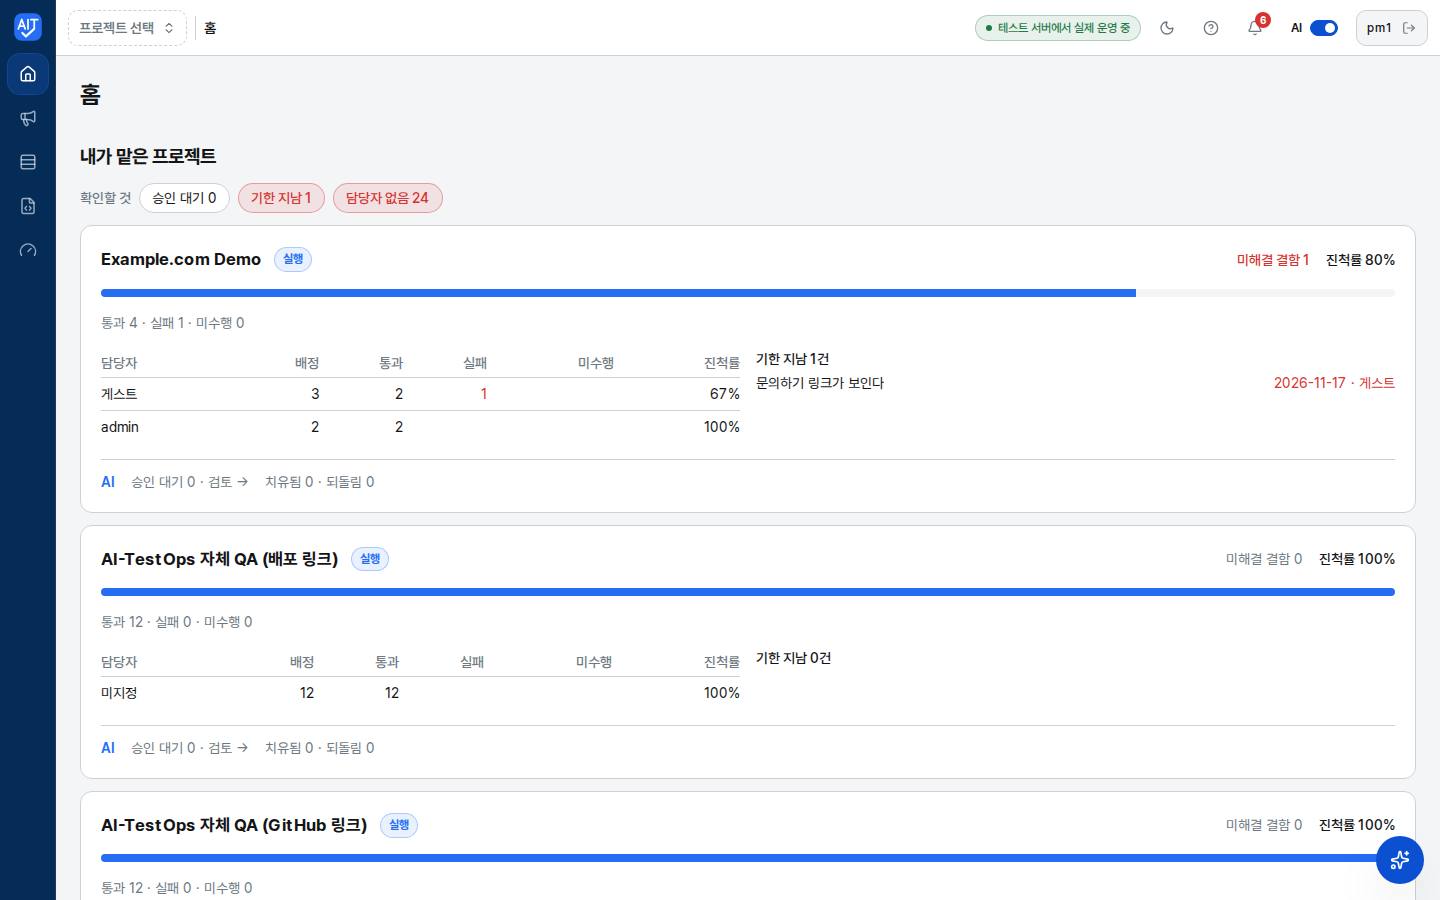 AIT
프로젝트 선택
홈
테스트 서버에서 실제 운영 중
6
AI
pm1
홈
내가 맡은 프로젝트
확인할 것 승인 대기 0 기한 지남 1 담당자 없음 24
Example.com Demo 실행 미해결 결함 1 진척률 80%
통과 4 · 실패 1 · 미수행 0
담당자 배정 통과 실패 미수행 진척률
게스트 3 2 1 67%
admin 2 2 100%
기한 지남 1건
문의하기 링크가 보인다 2026-11-17 · 게스트
AI 승인 대기 0 · 검토 → 치유됨 0 · 되돌림 0
AI-TestOps 자체 QA (배포 링크) 실행 미해결 결함 0 진척률 100%
통과 12 · 실패 0 · 미수행 0
담당자 배정 통과 실패 미수행 진척률
미지정 12 12 100%
기한 지남 0건
AI 승인 대기 0 · 검토 → 치유됨 0 · 되돌림 0
AI-TestOps 자체 QA (GitHub 링크) 실행 미해결 결함 0 진척률 100%
통과 12 · 실패 0 · 미수행 0